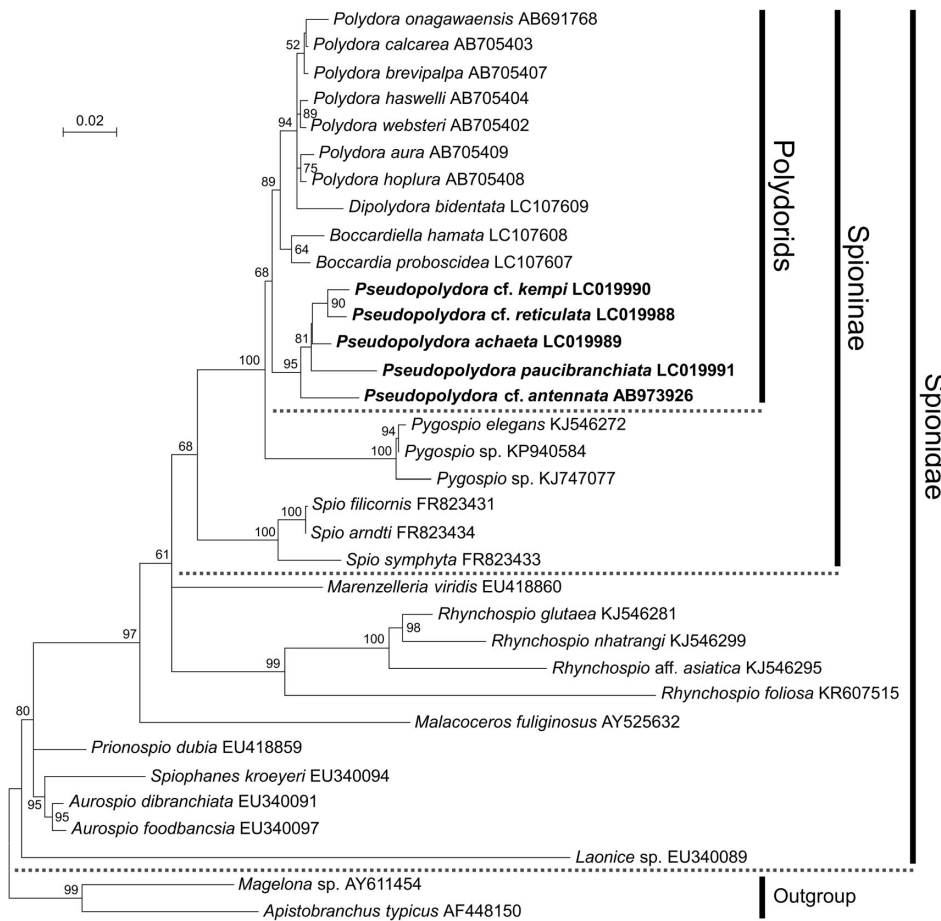 Polydora onagawaensis AB691768
52
Polydora calcarea AB705403
Polydora brevipalpa AB705407
Polydora haswelli AB705404
0.02
89
94
Polydora websteri AB705402
Polydora aura AB705409
75
Polydora hoplura AB705408
89
Dipolydora bidentata LC107609
Boccardiella hamata LC107608
64
Boccardia proboscidea LC107607
68
Pseudopolydora cf. kempi LC019990
90
Pseudopolydora cf. reticulata LC019988
81
Pseudopolydora achaeta LC019989
95
100
Pseudopolydora paucibranchiata LC019991
Pseudopolydora cf. antennata AB973926
Polydorids
Spioninae
Spionidae
Pygospio elegans KJ546272
94
68
Pygospio sp. KP940584
100
Pygospio sp. KJ747077
Spio filicornis FR823431
100
Spio arndti FR823434
100
61
Spio symphyta FR823433
Marenzelleria viridis EU418860
Rhynchospio glutaea KJ546281
98
97
100
Rhynchospio nhatrangi KJ546299
99
Rhynchospio aff. asiatica KJ546295
Rhynchospio foliosa KR607515
80
Malacoceros fuliginosus AY525632
Prionospio dubia EU418859
Spiophanes kroeyeri EU340094
95
Aurospio dibranchiata EU340091
95
Aurospio foodbancsia EU340097
Laonice sp. EU340089
99
Magelona sp. AY611454
Outgroup
Apistobranchus typicus AF448150